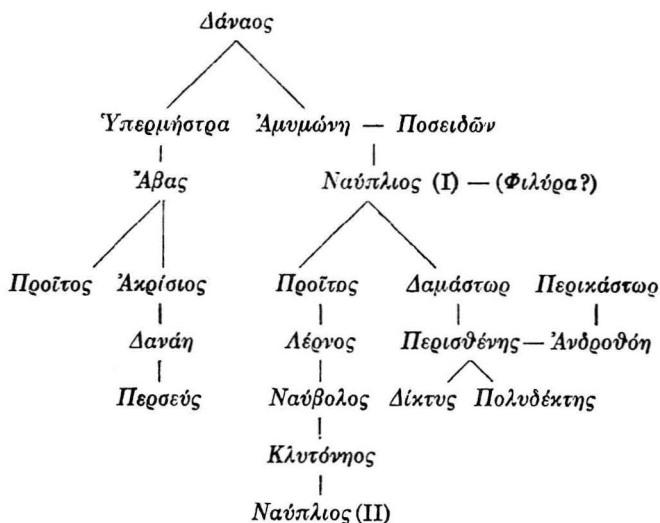 Δάναος
Ὑπερμήστρα Ἀμυμώνη — Ποσειδῶν
Ἄβας Ναύπλιος (I) — (Φιλύρα?)
Προῖτος Ἀκρίσιος Προῖτος Δαμάστωρ Περικάστωρ
Δανάη Λέρνος Περισθένης — Ἀνδροθόη
Περσεύς Ναύβολος Δίκτυς Πολυδέκτης
Κλυτόνηος
Ναύπλιος (II)